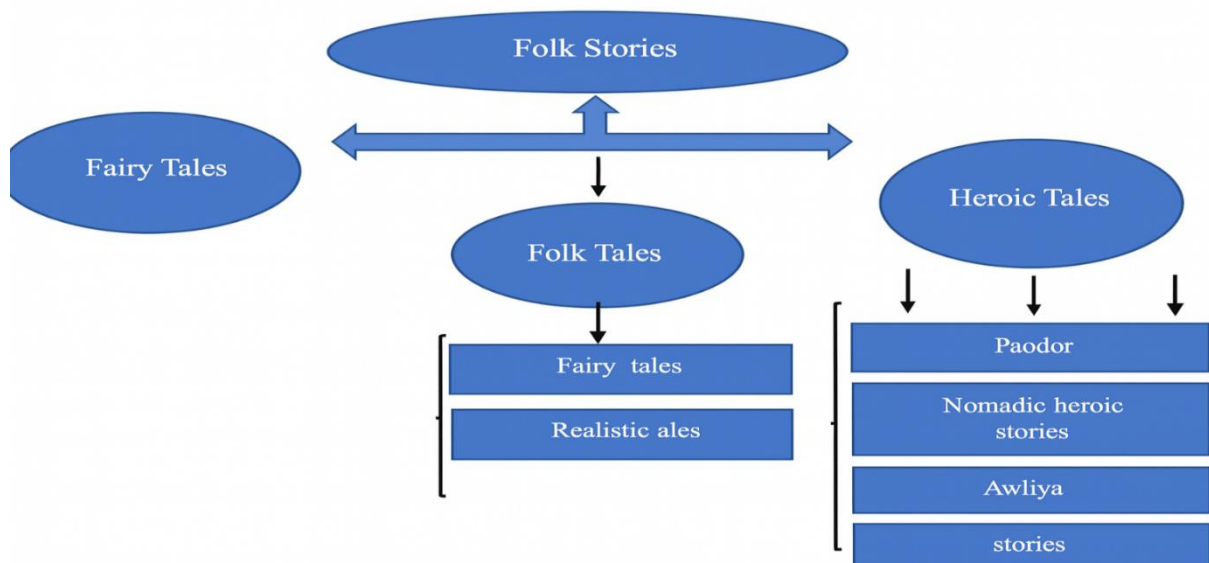 Folk Stories
Fairy Tales
Heroic Tales
Folk Tales
Fairy tales
Realistic ales
Paodor
Nomadic heroic
stories
Awliya
stories